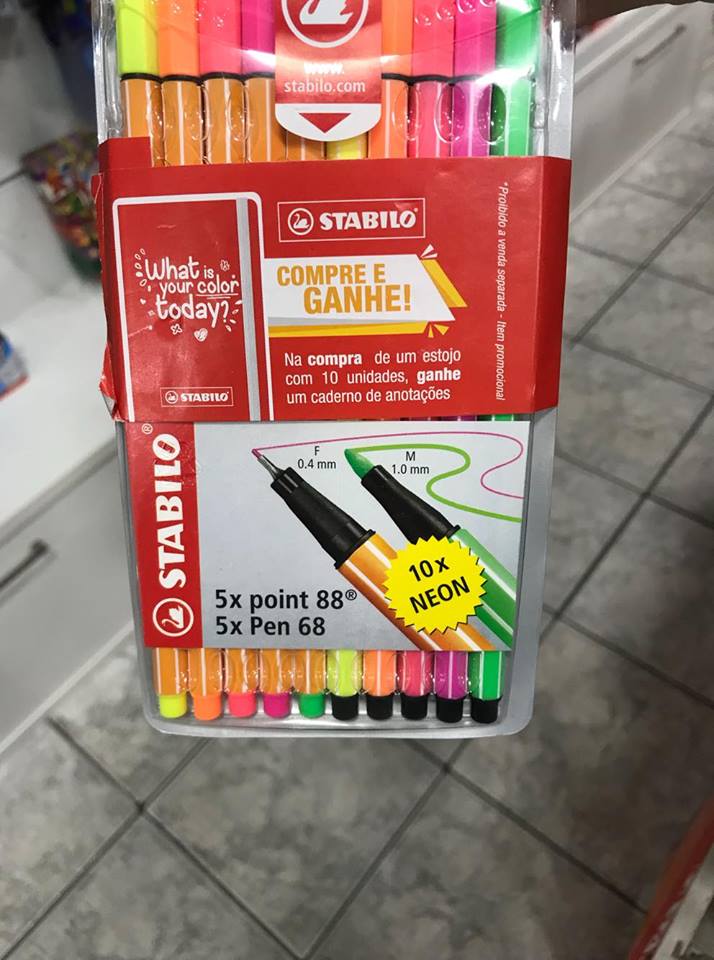 www.
stabilo.com
STABILO®
What is
your color
today?
STABILO
COMPRE E
GANHE!
Na compra de um estojo
com 10 unidades, ganhe
um caderno de anotações
*Proibido a venda separada - Item promocional
STABILO®
F
0.4 mm
M
1.0 mm
10x
NEON
5x point 88®
5x Pen 68